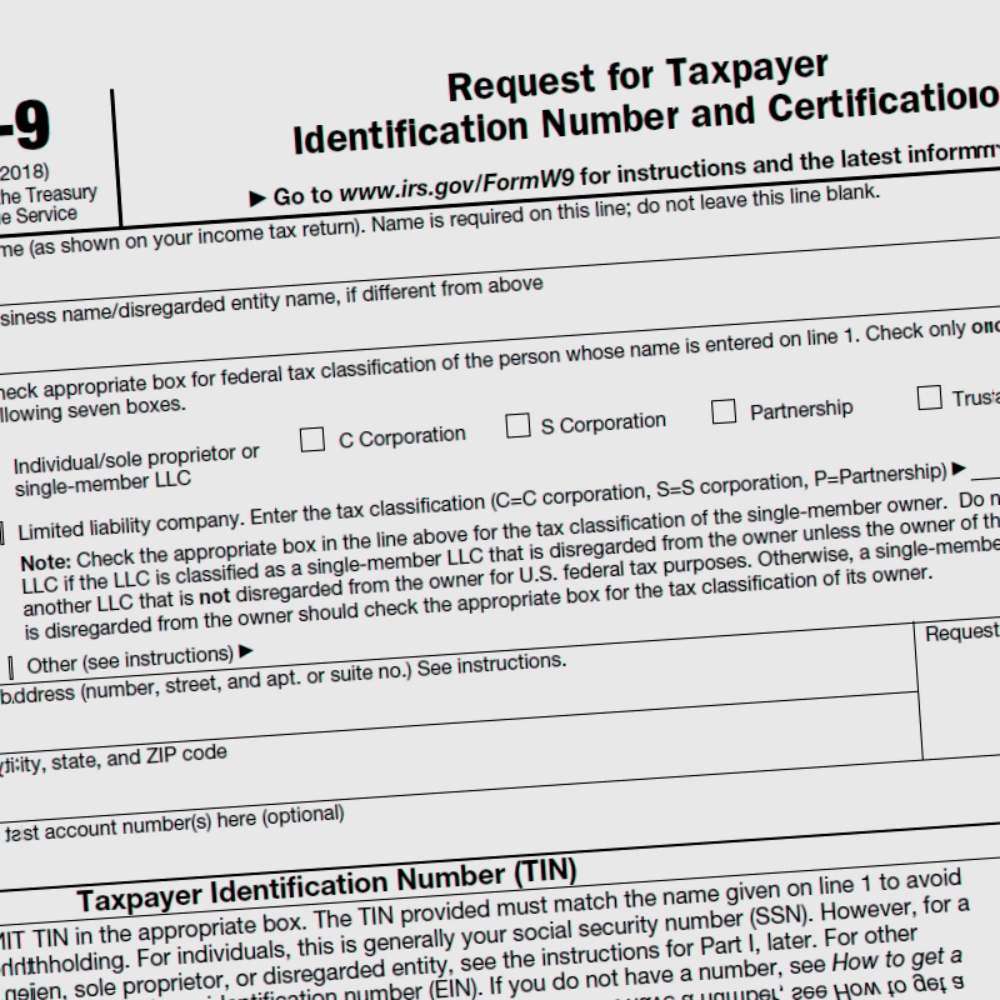 -9
Request for Taxpayer
Identification Number and Certification
2018)
he Treasury
e Service
▶ Go to www.irs.gov/FormW9 for instructions and the latest inform
me (as shown on your income tax return). Name is required on this line; do not leave this line blank.
siness name/disregarded entity name, if different from above
heck appropriate box for federal tax classification of the person whose name is entered on line 1. Check only on
llowing seven boxes.
Individual/sole proprietor or
single-member LLC
C Corporation
S Corporation
Partnership
Trust
Limited liability company. Enter the tax classification (C=C corporation, S=S corporation, P=Partnership) ▶
Note: Check the appropriate box in the line above for the tax classification of the single-member owner. Do n
LLC if the LLC is classified as a single-member LLC that is disregarded from the owner unless the owner of th
another LLC that is not disregarded from the owner for U.S. federal tax purposes. Otherwise, a single-membe
is disregarded from the owner should check the appropriate box for the tax classification of its owner.
Other (see instructions) ▶
ddress (number, street, and apt. or suite no.) See instructions.
Request
ity, state, and ZIP code
st account number(s) here (optional)
Taxpayer Identification Number (TIN)
TIN in the appropriate box. The TIN provided must match the name given on line 1 to avoid
thholding. For individuals, this is generally your social security number (SSN). However, for a
en, sole proprietor, or disregarded entity, see the instructions for Part I, later. For other
ntification number (EIN). If you do not have a number, see How to get a